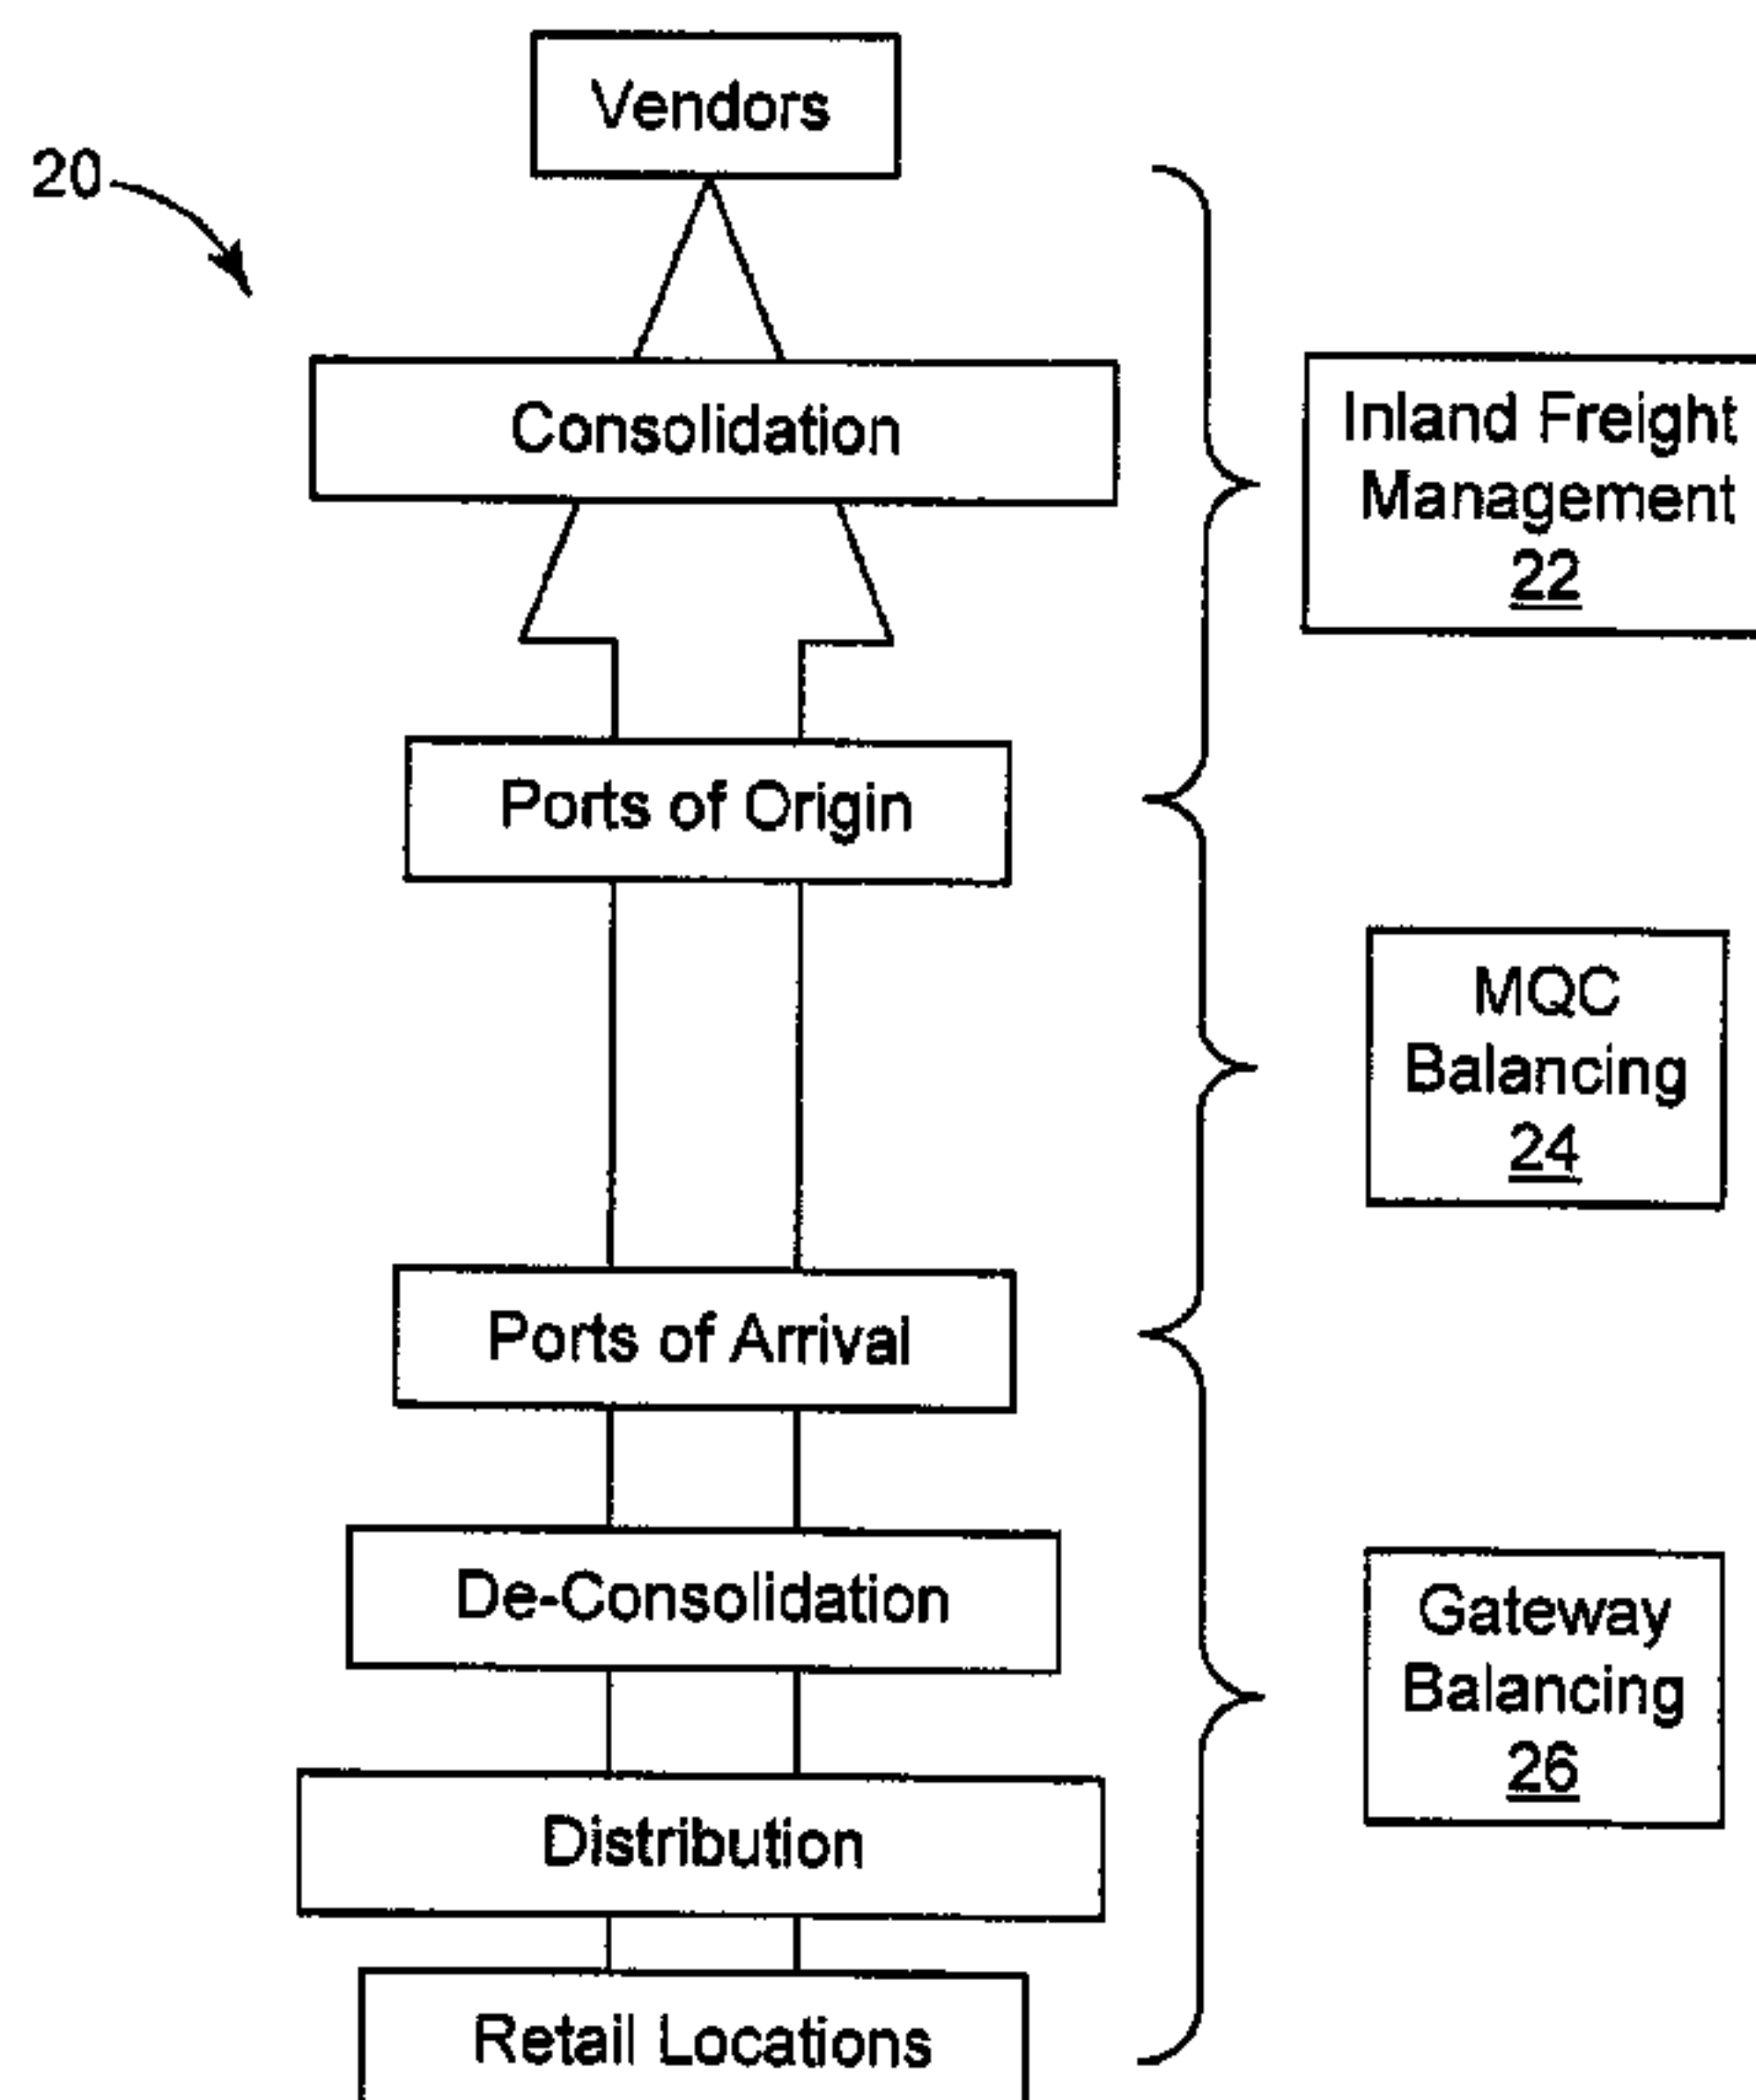 Vendors
20
Consolidation
Inland Freight
Management
22
Ports of Origin
MQC
Balancing
24
Ports of Arrival
De-Consolidation
Gateway
Balancing
26
Distribution
Retail Locations